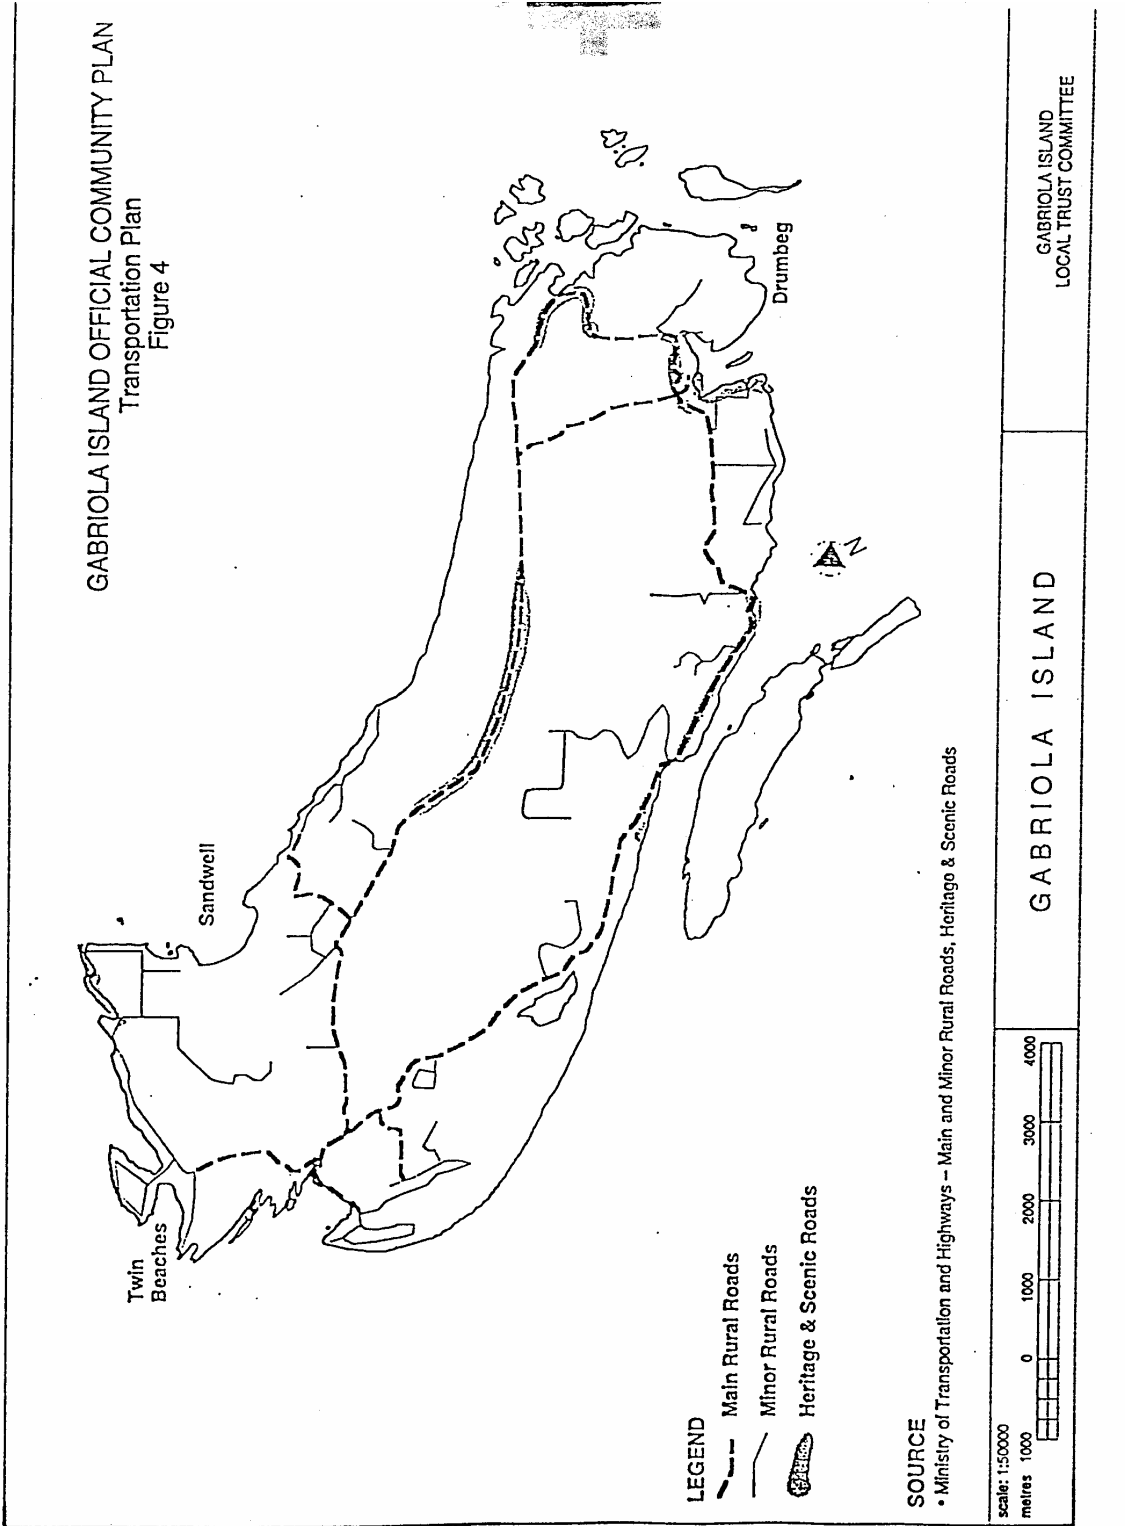 GABRIOLA ISLAND OFFICIAL COMMUNITY PLAN
Transportation Plan
Figure 4
Sandwell
Twin
Beaches
Drumbeg
N
LEGEND
Main Rural Roads
Minor Rural Roads
Heritage & Scenic Roads
SOURCE
• Ministry of Transportation and Highways – Main and Minor Rural Roads, Heritage & Scenic Roads
scale: 1:50000
metres 1000 0 1000 2000 3000 4000
GABRIOLA ISLAND
GABRIOLA ISLAND
LOCAL TRUST COMMITTEE